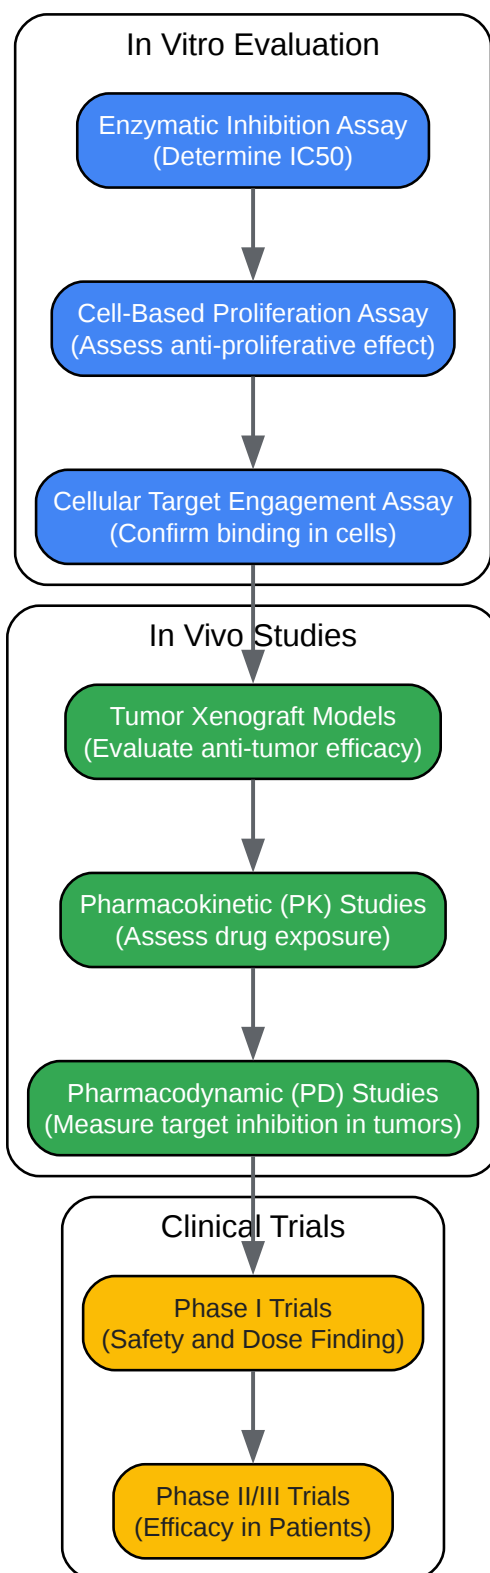 In Vitro Evaluation
Enzymatic Inhibition Assay
(Determine IC50)
Cell-Based Proliferation Assay
(Assess anti-proliferative effect)
Cellular Target Engagement Assay
(Confirm binding in cells)
In Vivo Studies
Tumor Xenograft Models
(Evaluate anti-tumor efficacy)
Pharmacokinetic (PK) Studies
(Assess drug exposure)
Pharmacodynamic (PD) Studies
(Measure target inhibition in tumors)
Clinical Trials
Phase I Trials
(Safety and Dose Finding)
Phase II/III Trials
(Efficacy in Patients)